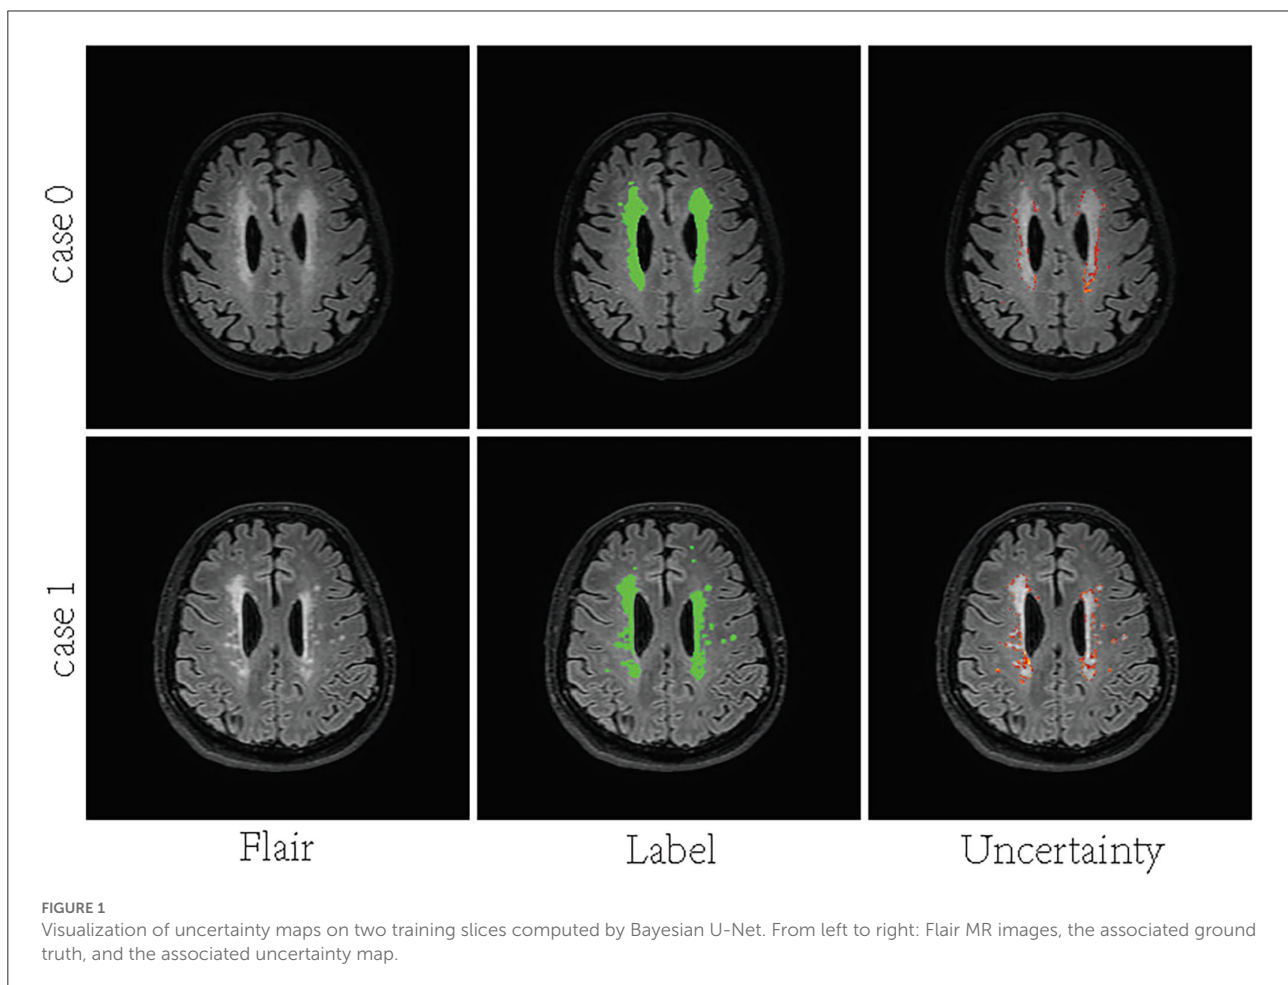 case 0
case 1
Flair
Label
Uncertainty
FIGURE 1
Visualization of uncertainty maps on two training slices computed by Bayesian U-Net. From left to right: Flair MR images, the associated ground
truth, and the associated uncertainty map.